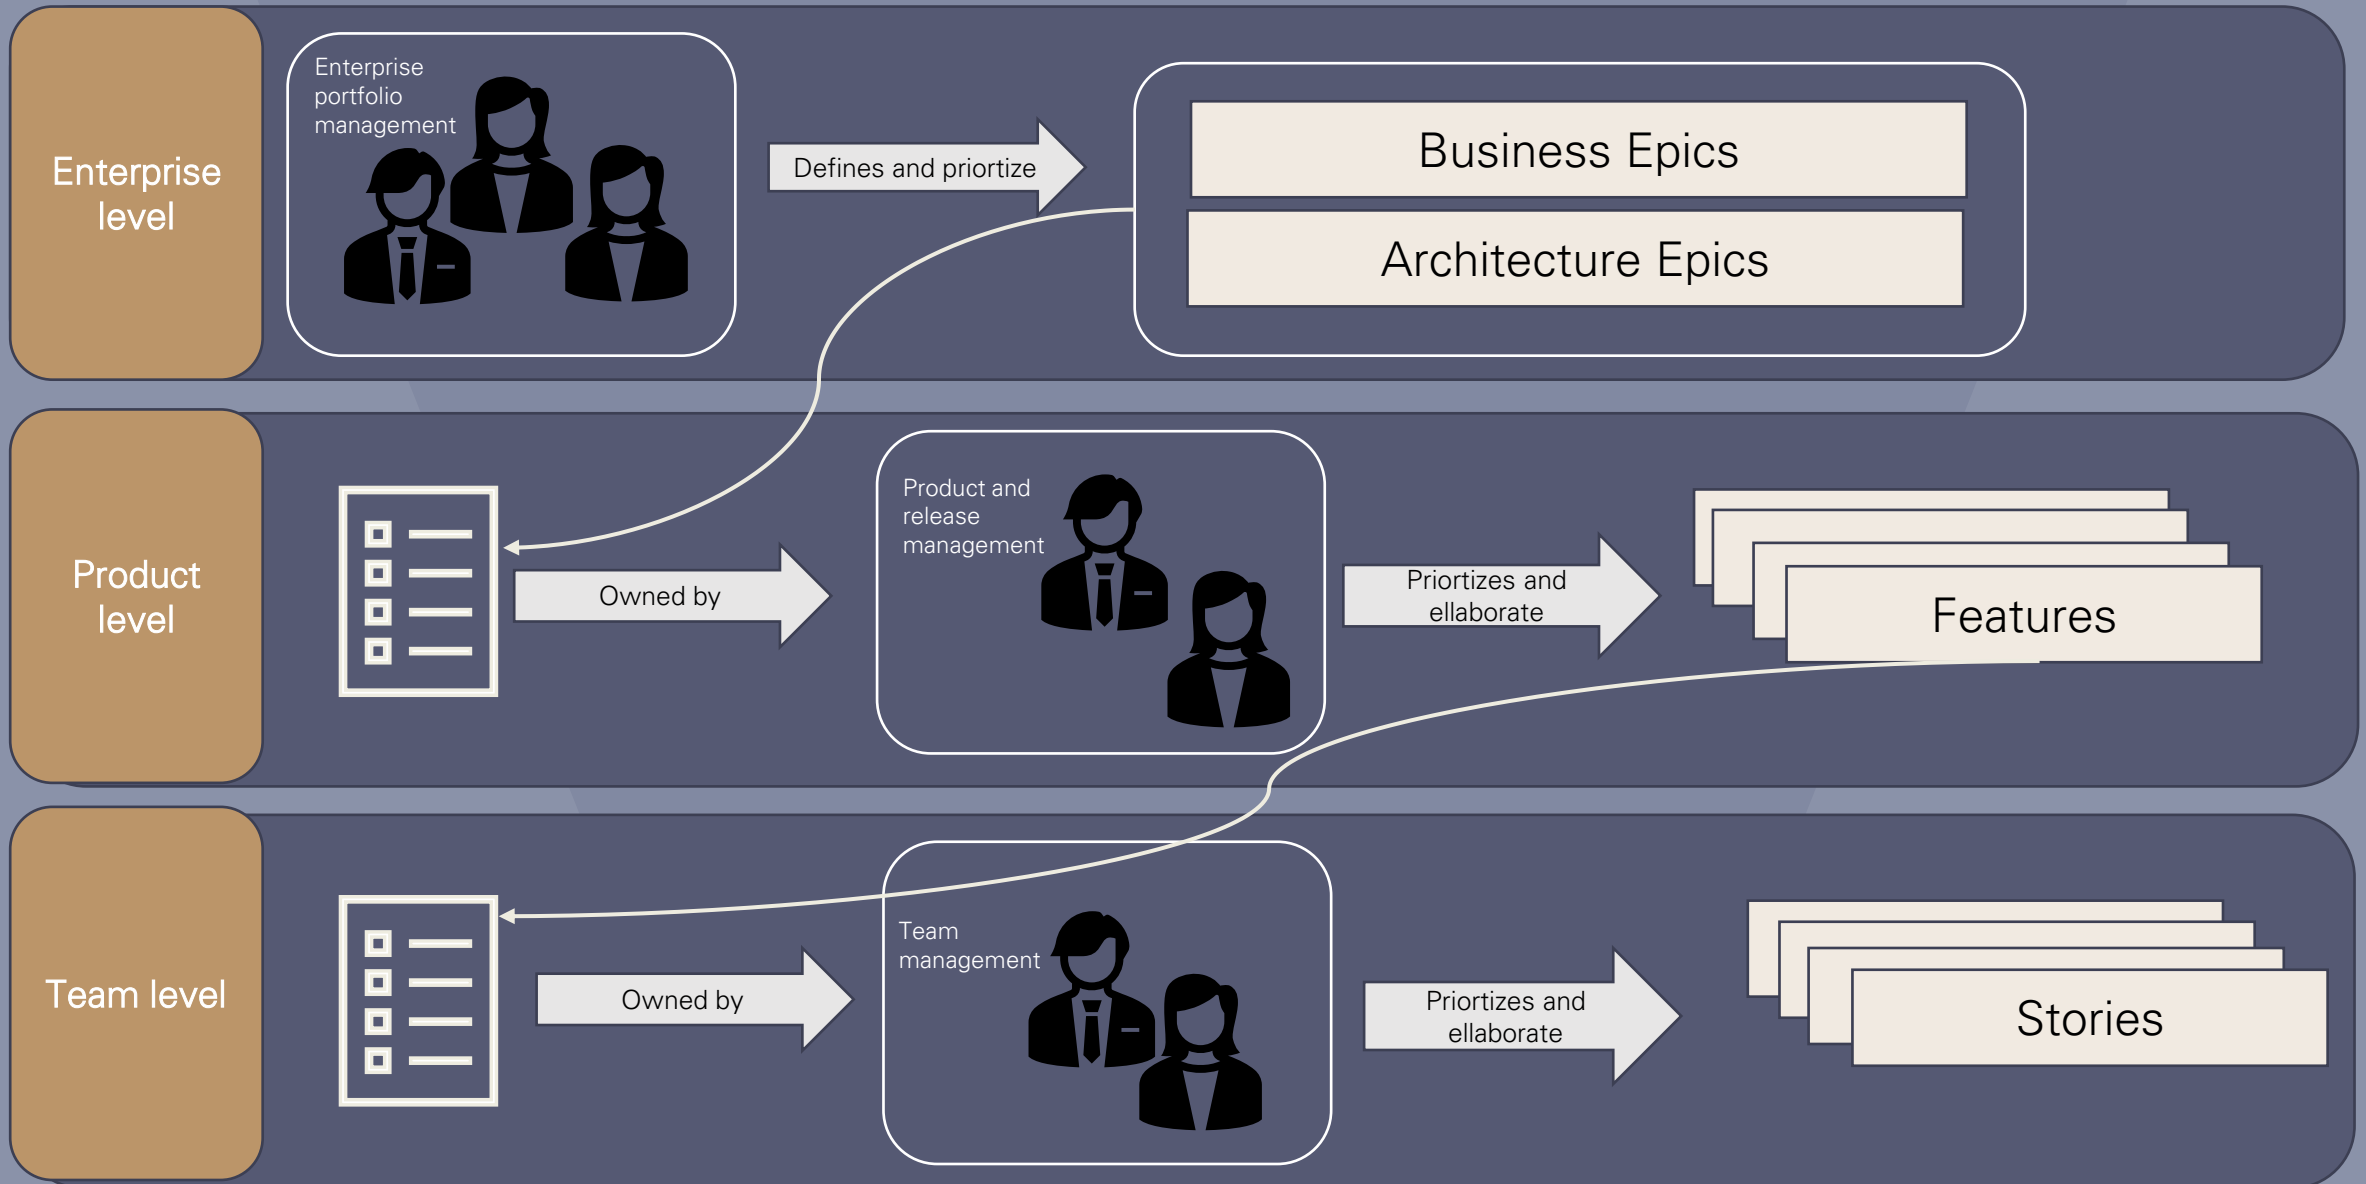 Enterprise
level
Enterprise
portfolio
management
Defines and priortize
Business Epics
Architecture Epics
Product
level
Owned by
Product and
release
management
Priortizes and
ellaborate
Features
Team level
Owned by
Team
management
Priortizes and
ellaborate
Stories